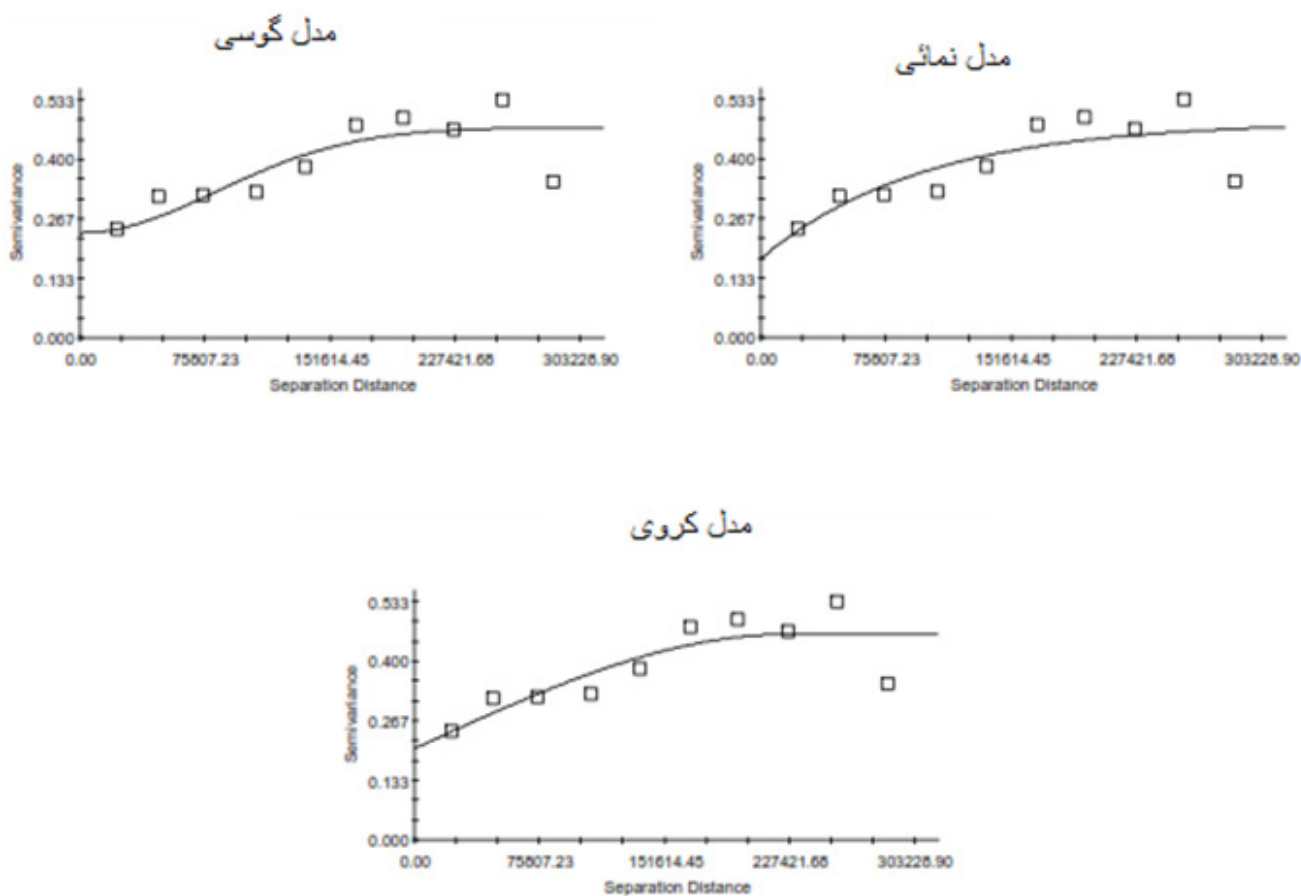 مدل گوسی
0.533
0.400
0.267
0.133
0.000
Semivariance
0.00 75807.23 151614.45 227421.68 303228.90
Separation Distance
مدل نمائی
0.533
0.400
0.267
0.133
0.000
Semivariance
0.00 75807.23 151614.45 227421.68 303228.90
Separation Distance
مدل کروی
0.533
0.400
0.267
0.133
0.000
Semivariance
0.00 75807.23 151614.45 227421.68 303228.90
Separation Distance